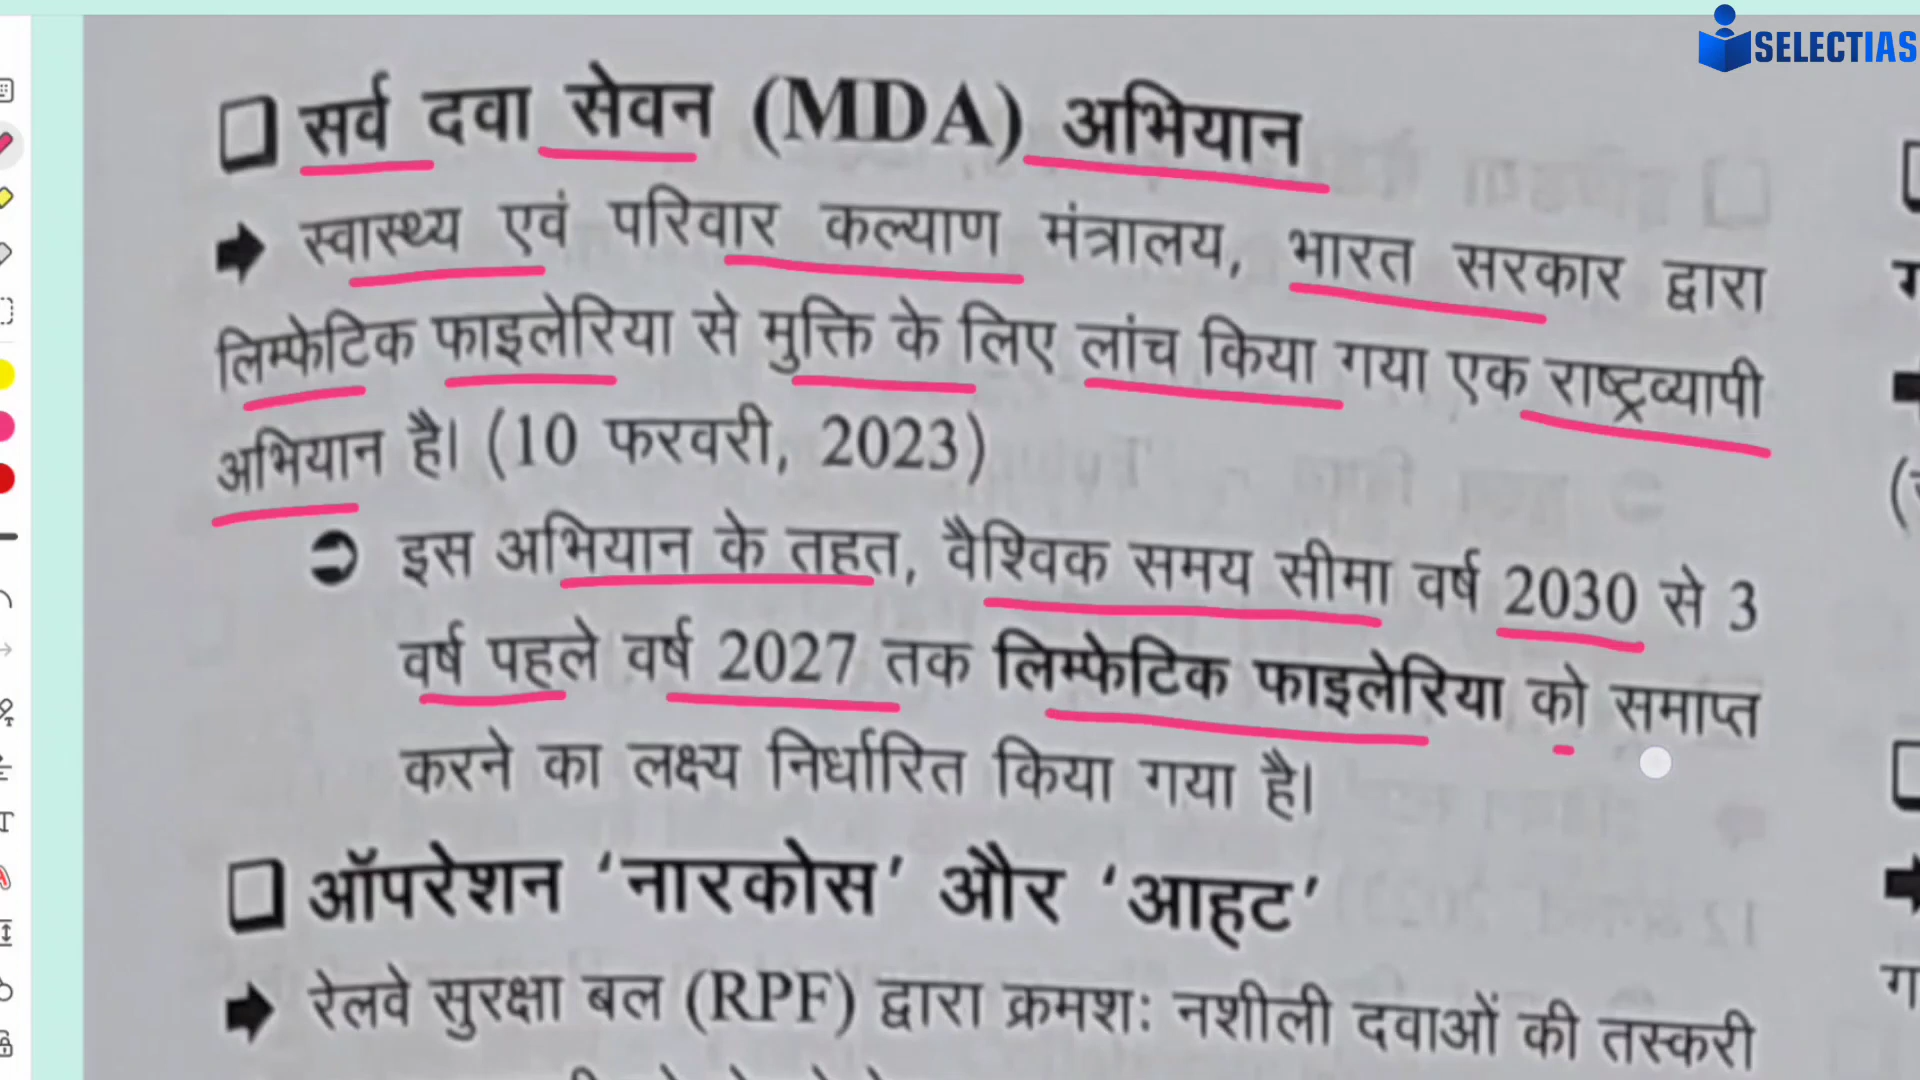 SELECTIAS
❑ सर्व दवा सेवन (MDA) अभियान
स्वास्थ्य एवं परिवार कल्याण मंत्रालय, भारत सरकार द्वारा
लिम्फेटिक फाइलेरिया से मुक्ति के लिए लांच किया गया एक राष्ट्रव्यापी
अभियान है। (10 फरवरी, 2023)
इस अभियान के तहत, वैश्विक समय सीमा वर्ष 2030 से 3
वर्ष पहले वर्ष 2027 तक लिम्फेटिक फाइलेरिया को समाप्त
करने का लक्ष्य निर्धारित किया गया है।
❑ ऑपरेशन ‘नारकोस’ और ‘आहट’
रेलवे सुरक्षा बल (RPF) द्वारा क्रमश: नशीली दवाओं की तस्करी